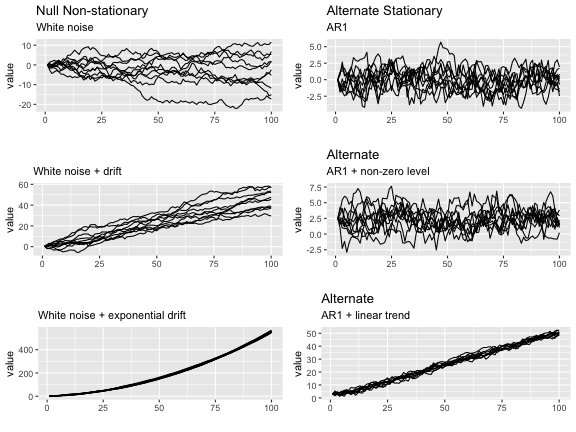 Null Non-stationary
White noise
value
10
0
-10
-20
0 25 50 75 100
Alternate Stationary
AR1
value
5.0
2.5
0.0
-2.5
0 25 50 75 100
White noise + drift
value
60
40
20
0
0 25 50 75 100
Alternate
AR1 + non-zero level
value
7.5
5.0
2.5
0.0
-2.5
0 25 50 75 100
White noise + exponential drift
value
400
200
0
0 25 50 75 100
Alternate
AR1 + linear trend
value
50
40
30
20
10
0
0 25 50 75 100